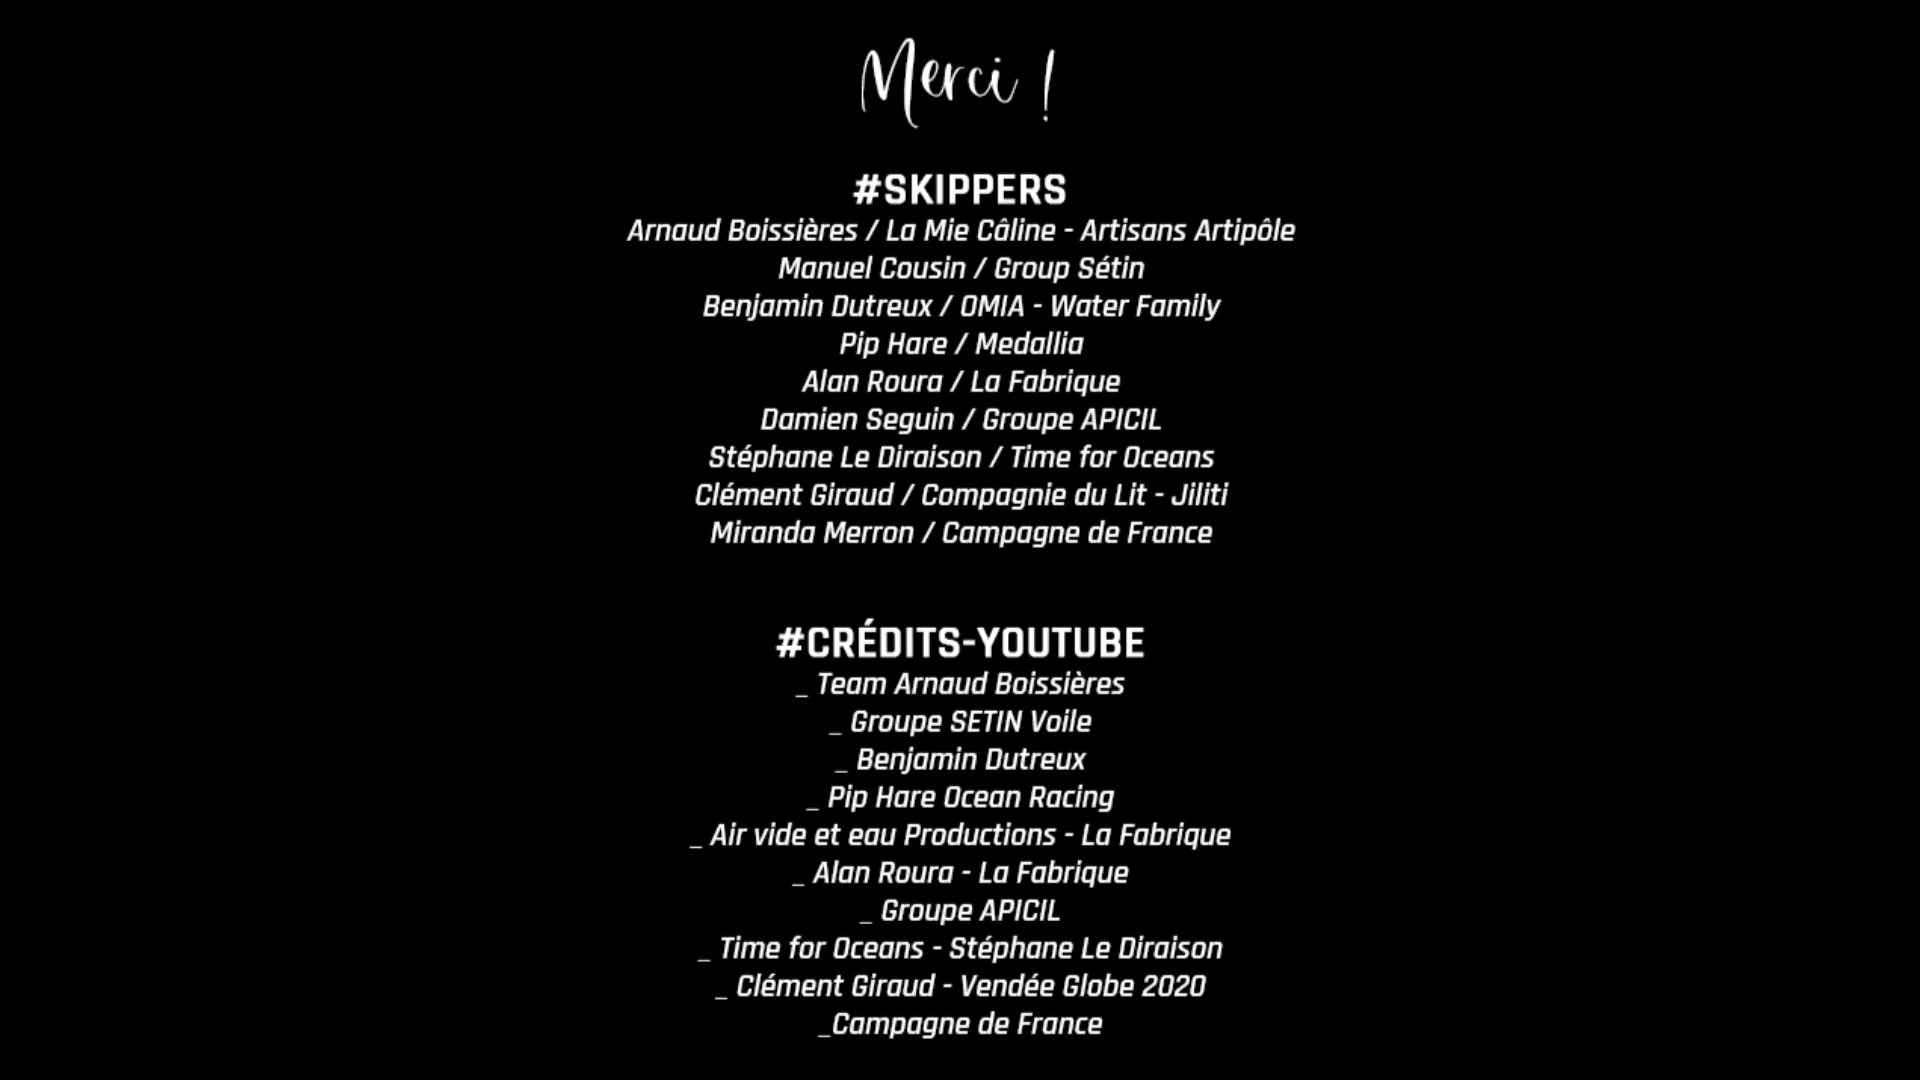 Merci !
#SKIPPERS
Arnaud Boissières / La Mie Câline - Artisans Artipôle
Manuel Cousin / Group Sétin
Benjamin Dutreux / OMIA - Water Family
Pip Hare / Medallia
Alan Roura / La Fabrique
Damien Seguin / Groupe APICIL
Stéphane Le Diraison / Time for Oceans
Clément Giraud / Compagnie du Lit - Jiliti
Miranda Merron / Campagne de France
#CRÉDITS-YOUTUBE
_ Team Arnaud Boissières
_ Groupe SETIN Voile
_ Benjamin Dutreux
_ Pip Hare Ocean Racing
_ Air vide et eau Productions - La Fabrique
_ Alan Roura - La Fabrique
_ Groupe APICIL
_ Time for Oceans - Stéphane Le Diraison
_ Clément Giraud - Vendée Globe 2020
_Campagne de France